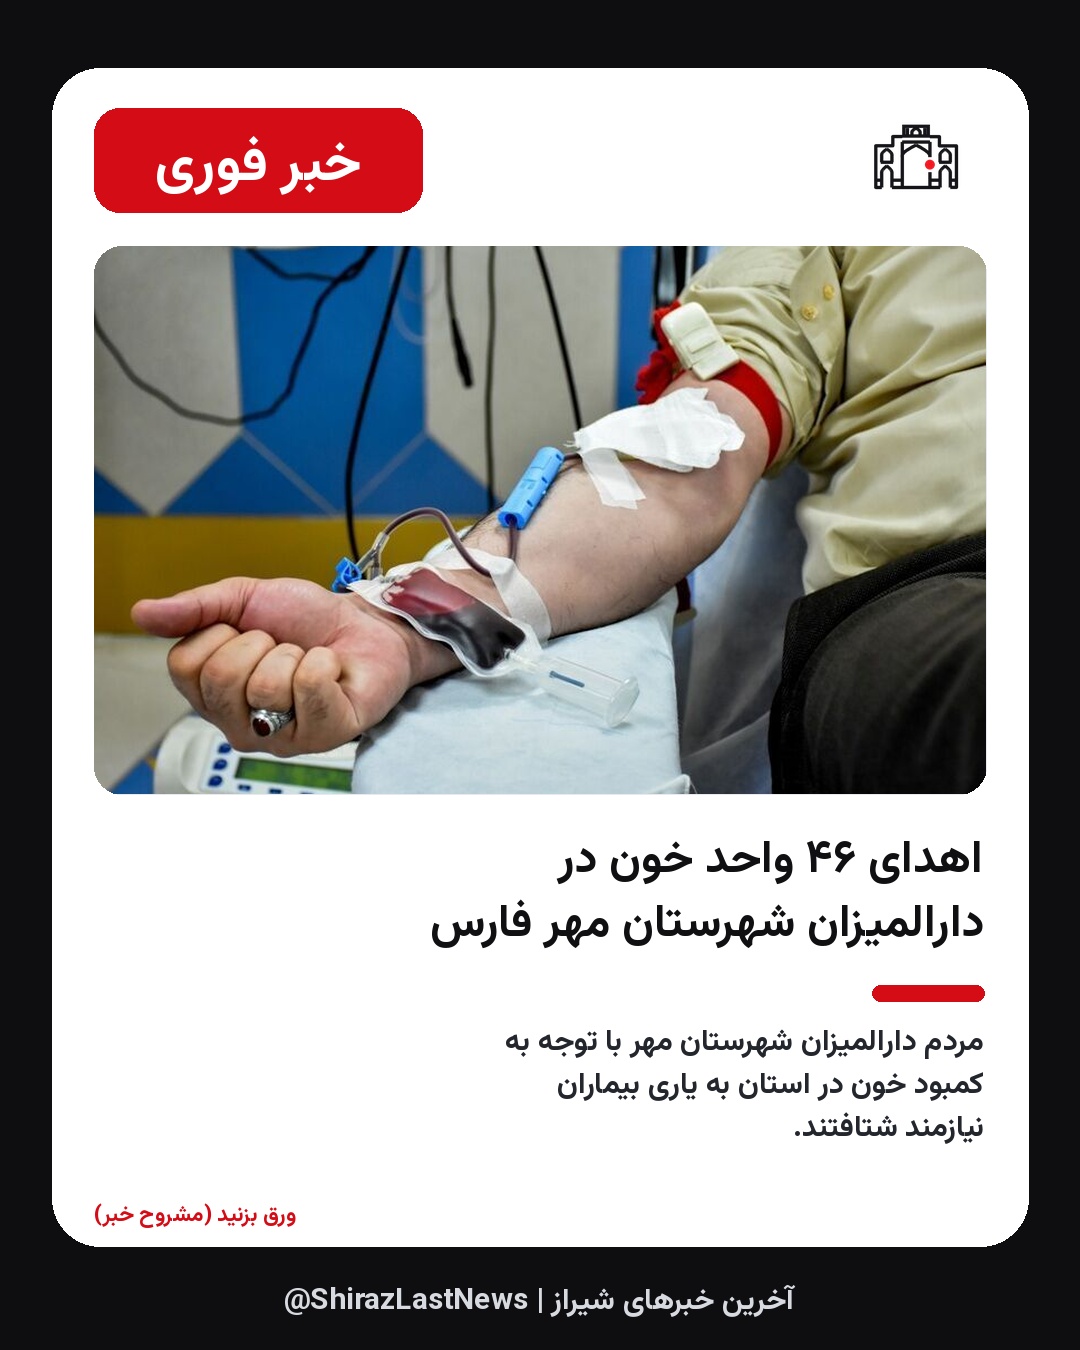 خبر فوری
اهدای ۴۶ واحد خون در
دارالمیزان شهرستان مهر فارس
مردم دارالمیزان شهرستان مهر با توجه به
کمبود خون در استان به یاری بیماران
نیازمند شتافتند.
ورق بزنید (مشروح خبر)
آخرین خبرهای شیراز | @ShirazLastNews